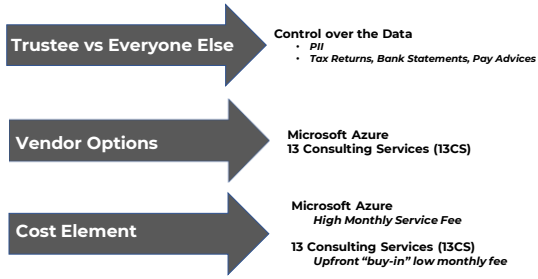 Trustee vs Everyone Else
Control over the Data
• PII
• Tax Returns, Bank Statements, Pay Advices
Vendor Options
Microsoft Azure
13 Consulting Services (13CS)
Cost Element
Microsoft Azure
High Monthly Service Fee
13 Consulting Services (13CS)
Upfront “buy-in” low monthly fee